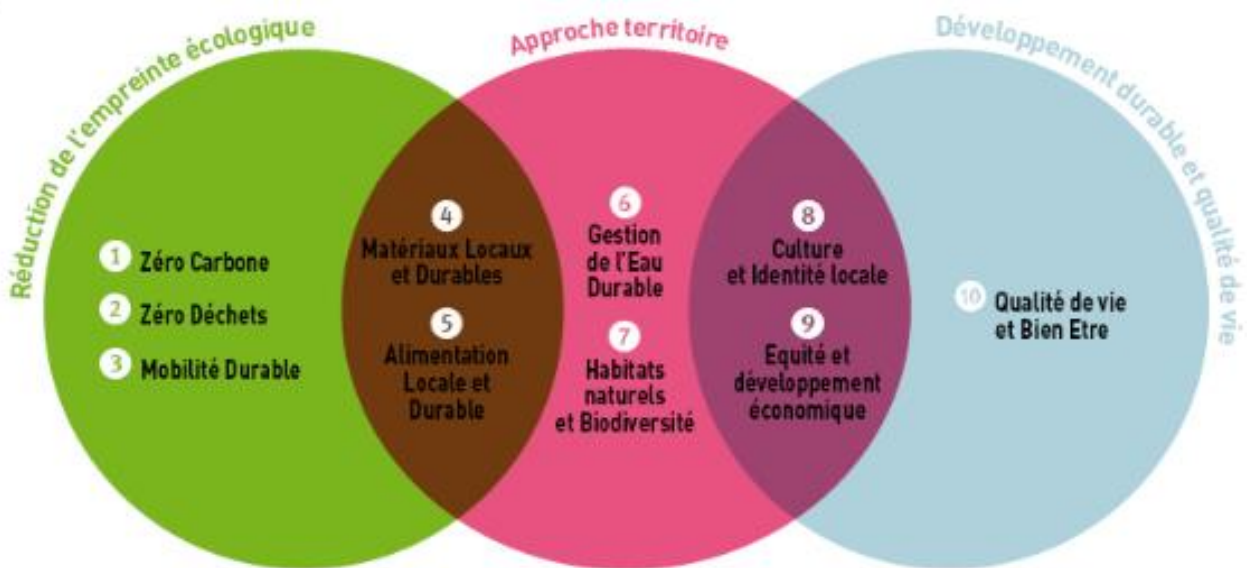 Réduction de l'empreinte écologique
Approche territoire
Développement durable et qualité de vie
1 Zéro Carbone
2 Zéro Déchets
3 Mobilité Durable
4
Matériaux Locaux
et Durables
5
Alimentation
Locale et
Durable
6
Gestion
de l'Eau
Durable
7
Habitats
naturels
et Biodiversité
8
Culture
et Identité locale
9
Equité et
développement
économique
10 Qualité de vie
et Bien Etre